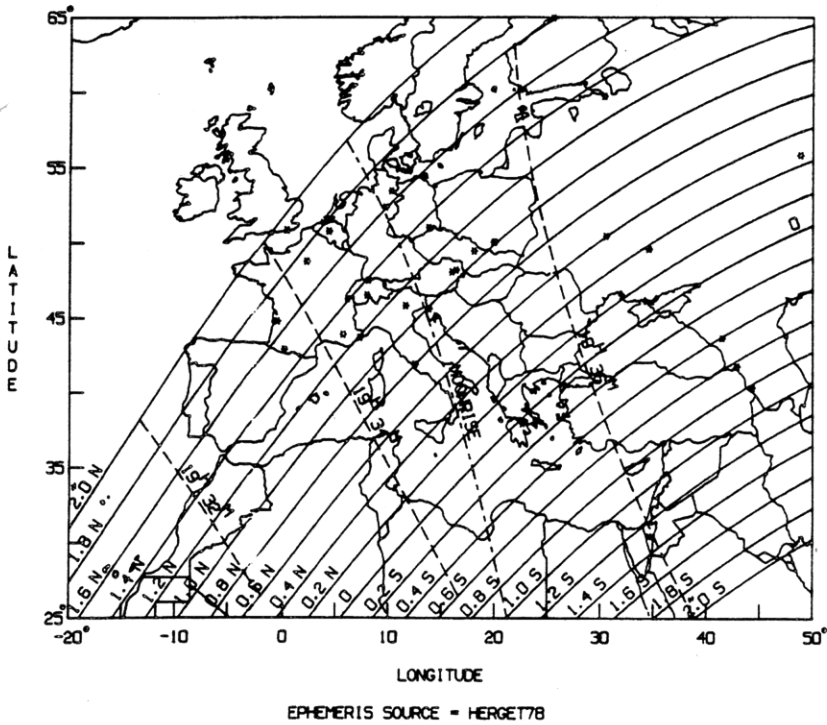 65°
55
45
35
25°
LATITUDE
2.0 N
1.8 N
1.6 N
1.4 N
1.2 N
1.0 N
0.8 N
0.6 N
0.4 N
0.2 N
0
0.2 S
0.4 S
0.6 S
0.8 S
1.0 S
1.2 S
1.4 S
1.6 S
1.8 S
2.0 S
MOONRISE
-20°
-10
0
10
20
30
40
50°
LONGITUDE
EPHEMERIS SOURCE = HERGET78